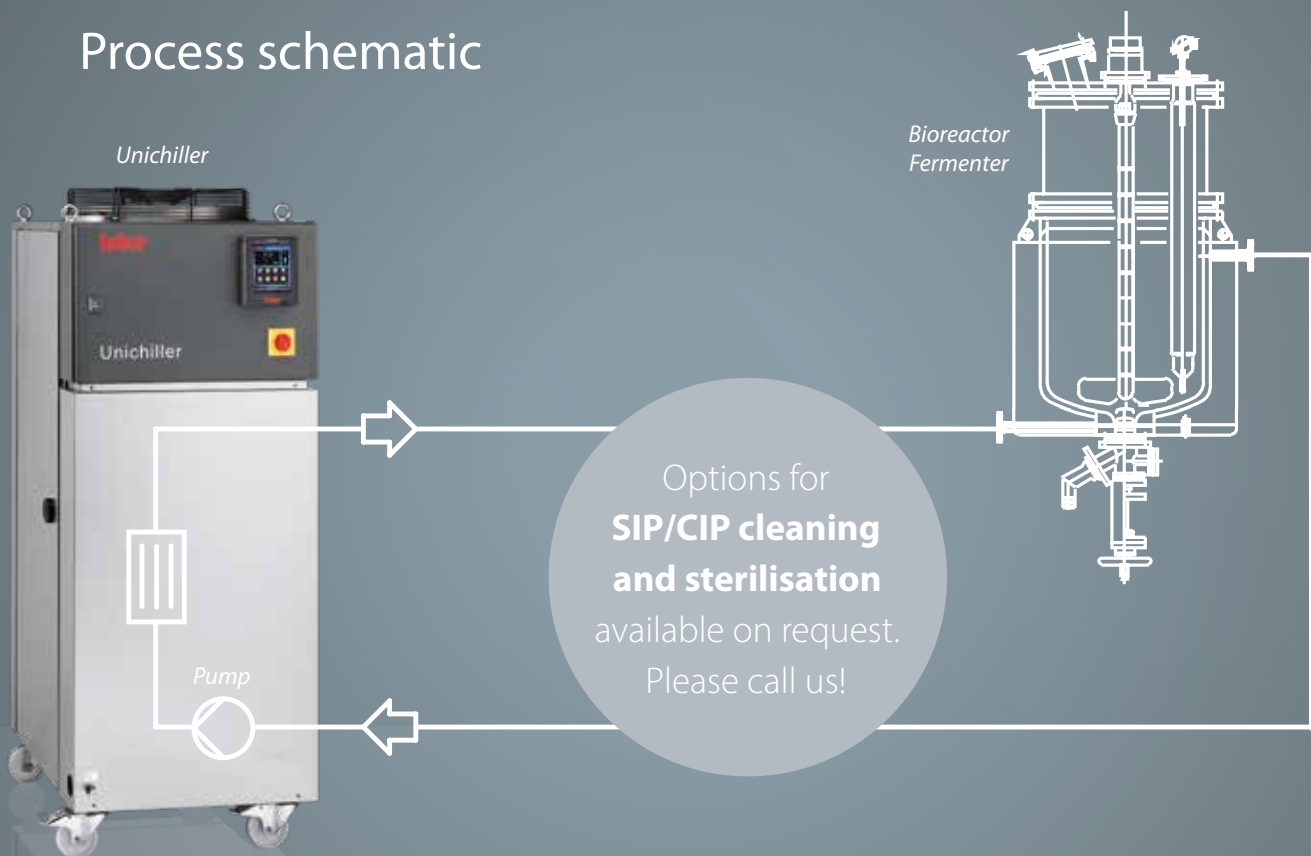 Process schematic
Unichiller
Bioreactor
Fermenter
huber
Unichiller
Options for
SIP/CIP cleaning
and sterilisation
available on request.
Please call us!
Pump